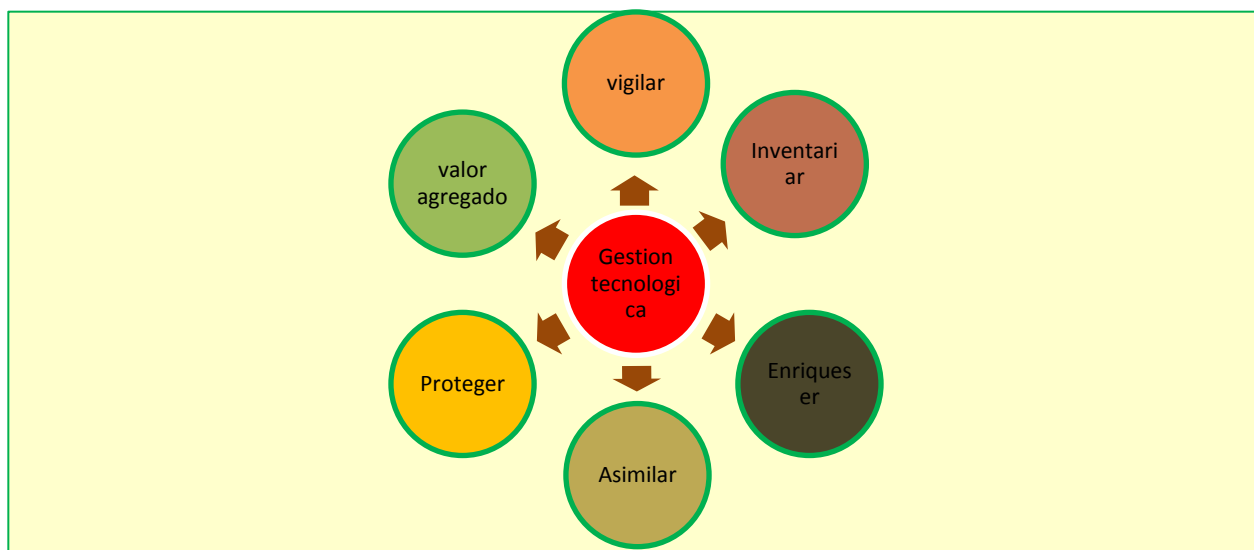 vigilar
Inventari
ar
valor
agregado
Gestion
tecnologi
ca
Enriques
er
Proteger
Asimilar